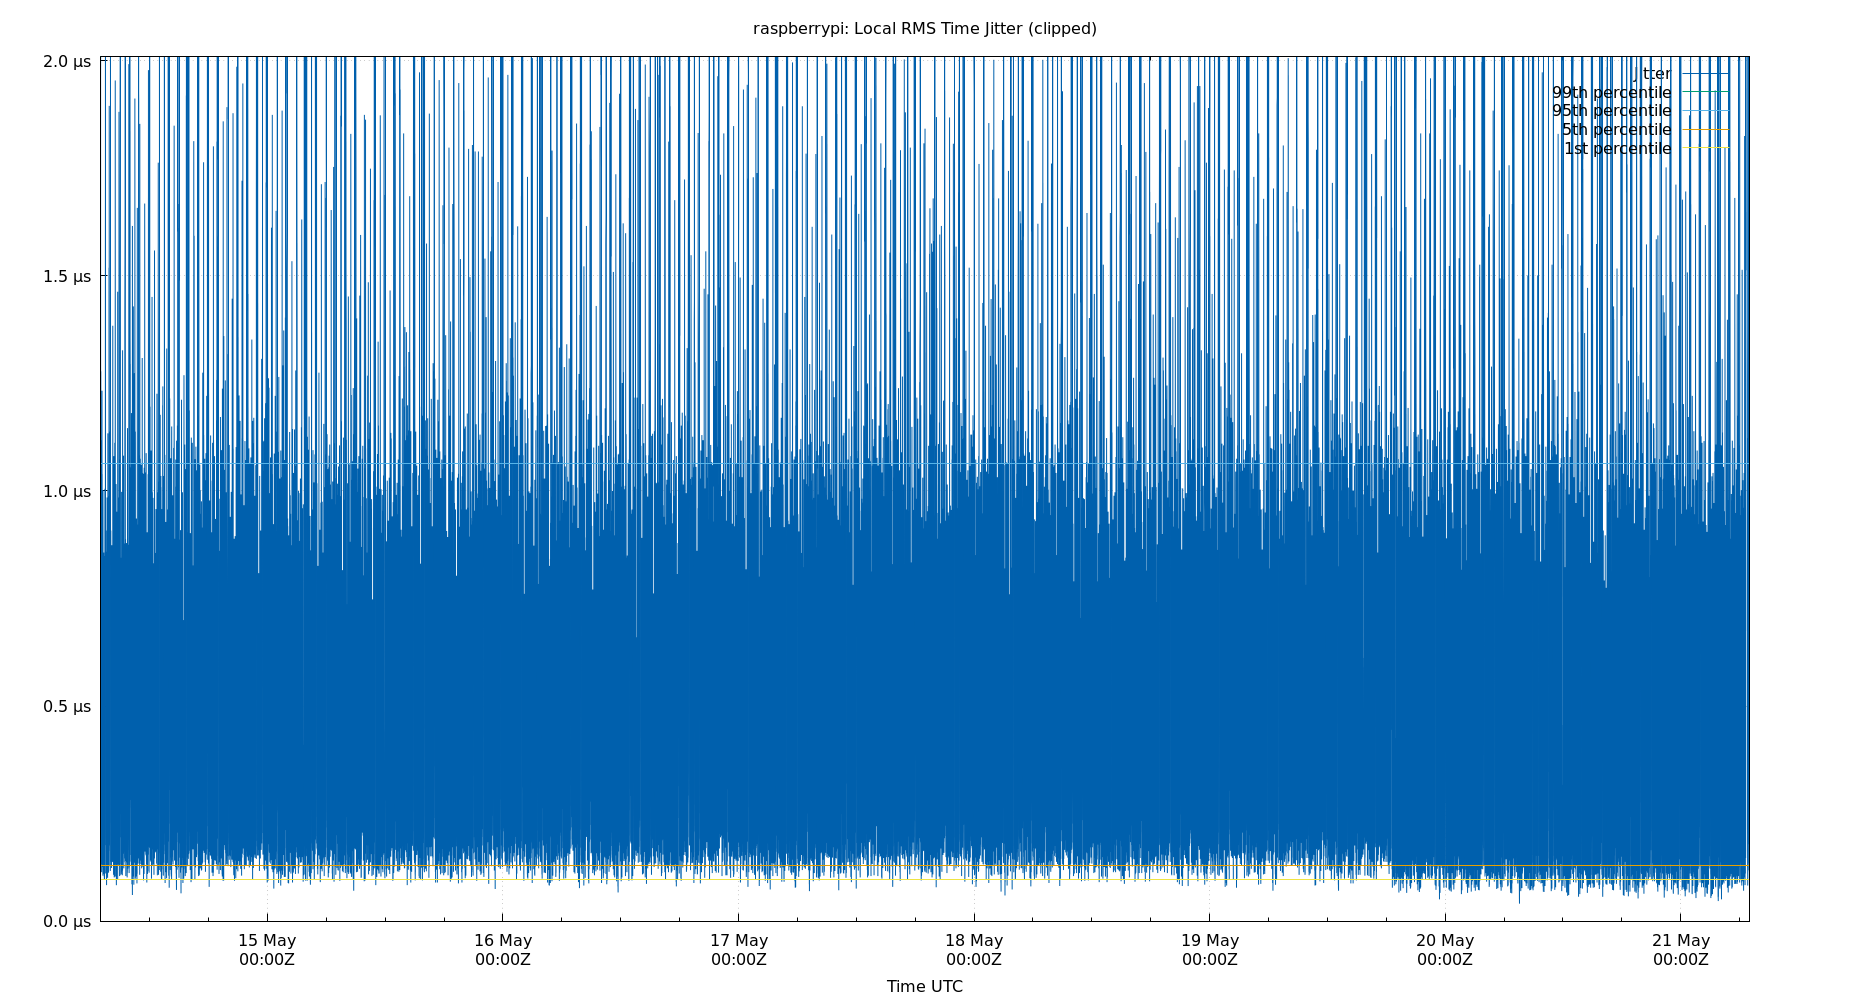 raspberrypi: Local RMS Time Jitter (clipped)
2.0 µs
1.5 µs
1.0 µs
0.5 µs
0.0 µs
jitter
99th percentile
95th percentile
5th percentile
1st percentile
15 May 16 May 17 May 18 May 19 May 20 May 21 May
00:00Z 00:00Z 00:00Z 00:00Z 00:00Z 00:00Z 00:00Z
Time UTC